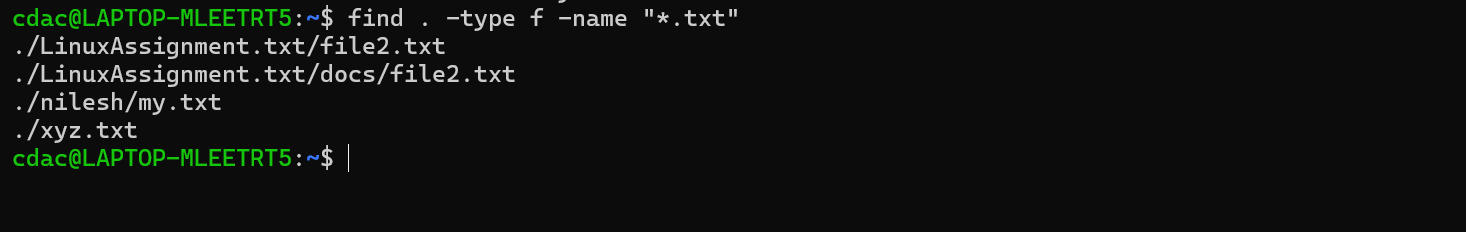 cdac@LAPTOP-MLEETRT5:~$ find . -type f -name "*.txt"
./LinuxAssignment.txt/file2.txt
./LinuxAssignment.txt/docs/file2.txt
./nilesh/my.txt
./xyz.txt
cdac@LAPTOP-MLEETRT5:~$